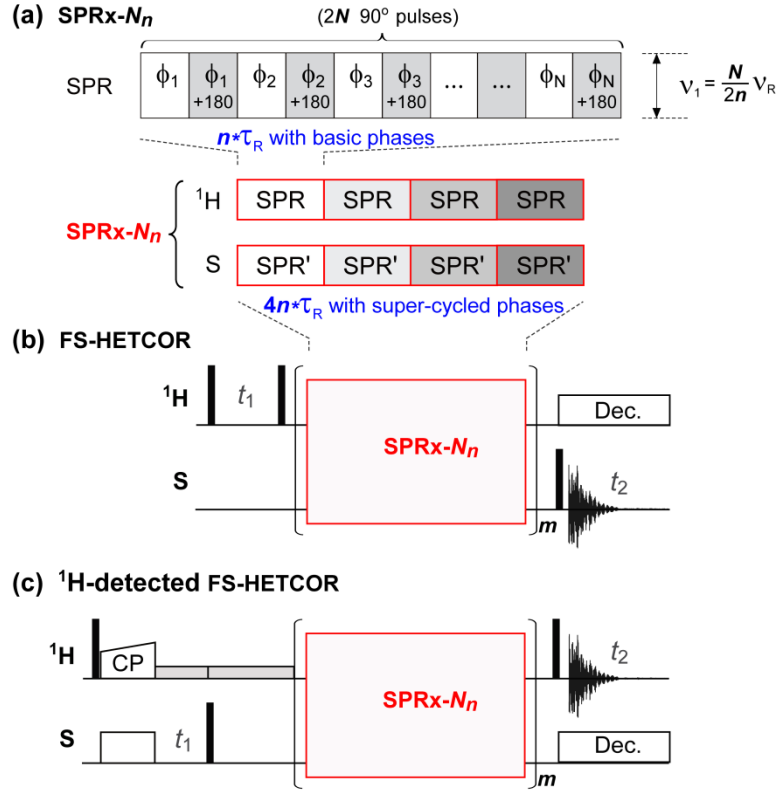 (a) SPRx-Nn
(2N 90° pulses)
SPR ϕ1 ϕ1 +180 ϕ2 ϕ2 +180 ϕ3 ϕ3 +180 ... ... ϕN ϕN +180
ν1 = N/2n νR
n*τR with basic phases
1H SPR SPR SPR SPR
SPRx-Nn
S SPR' SPR' SPR' SPR'
4n*τR with super-cycled phases
(b) FS-HETCOR
1H t1 Dec.
SPRx-Nn
S t2
m
(c) 1H-detected FS-HETCOR
1H CP t2
SPRx-Nn
S t1 Dec.
m